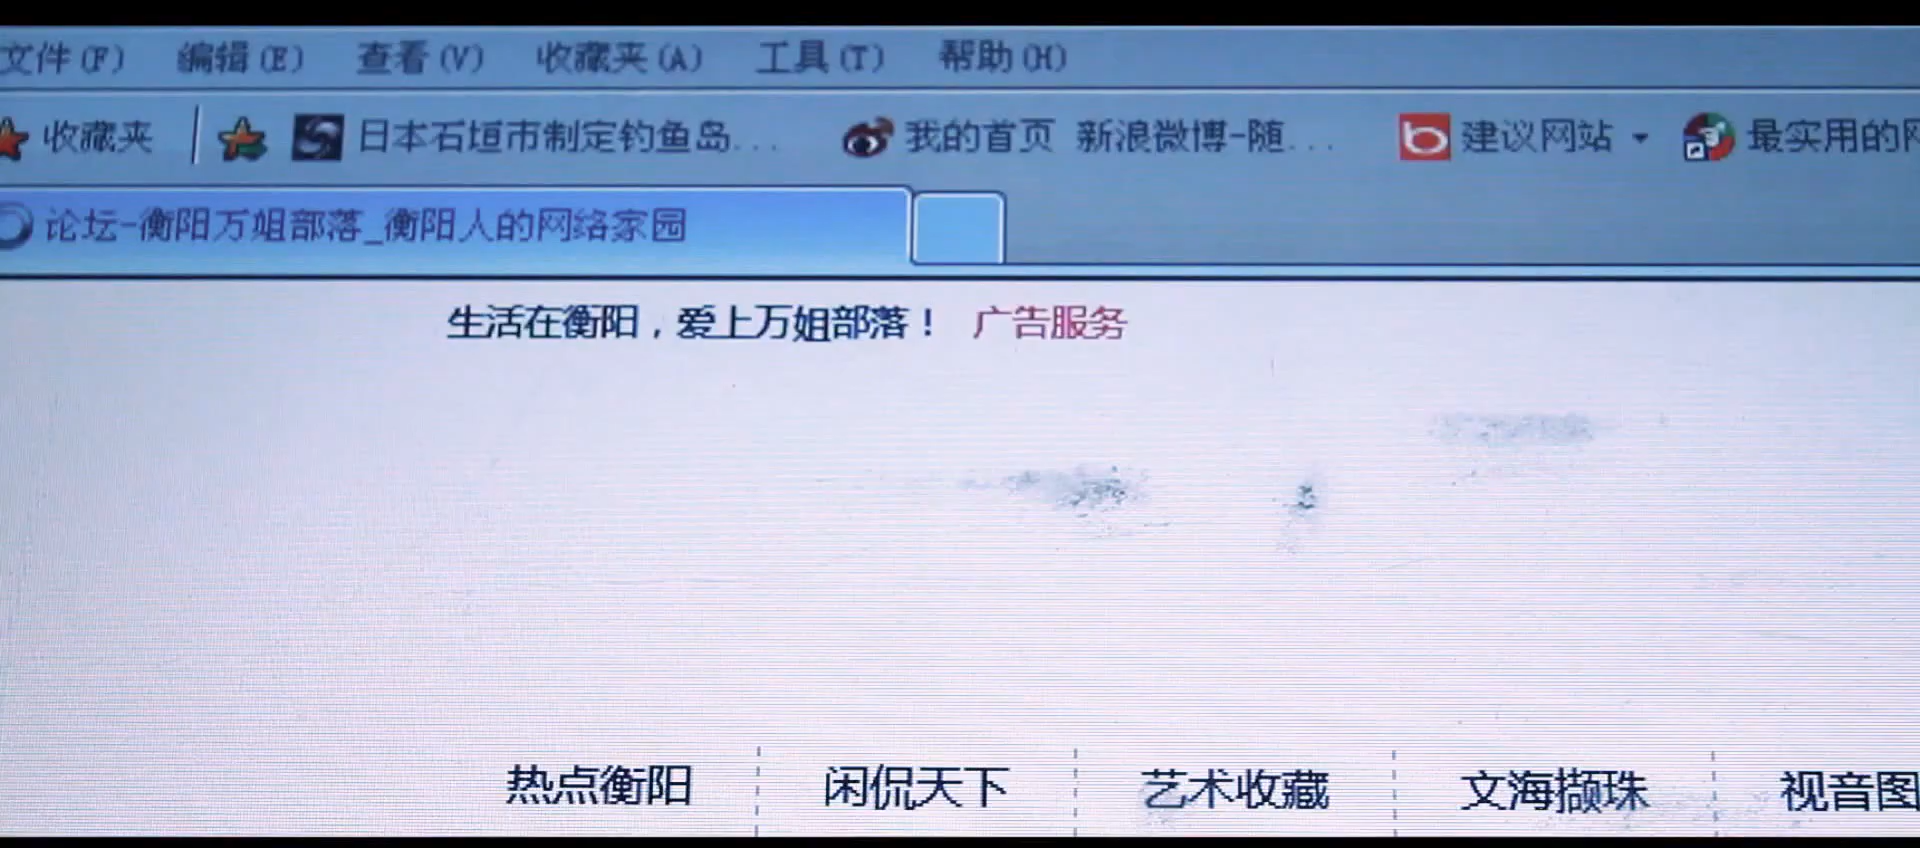 文件(F) 编辑(E) 查看(V) 收藏夹(A) 工具(T) 帮助(H)
收藏夹 日本石垣市制定钓鱼岛... 我的首页 新浪微博-随... 建议网站 最实用的网
论坛-衡阳万姐部落_衡阳人的网络家园
生活在衡阳，爱上万姐部落！ 广告服务
热点衡阳 闲侃天下 艺术收藏 文海撷珠 视音图